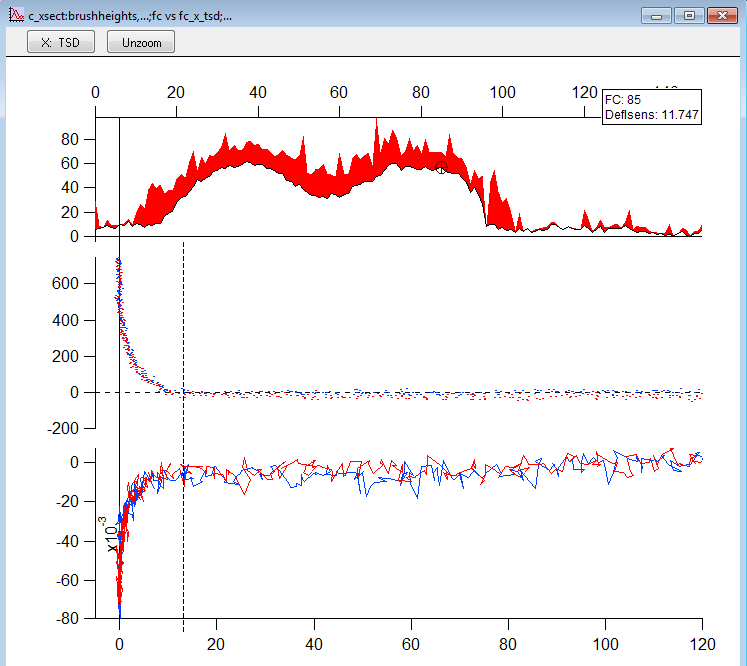 c_xsect:brushheights,...;fc vs fc_x_tsd;...
X: TSD
Unzoom
0 20 40 60 80 100 120 140
FC: 85
Deflsens: 11.747
80
60
40
20
0
600
400
200
0
-200
0
-20
-40
-60
-80
x10-3
0 20 40 60 80 100 120